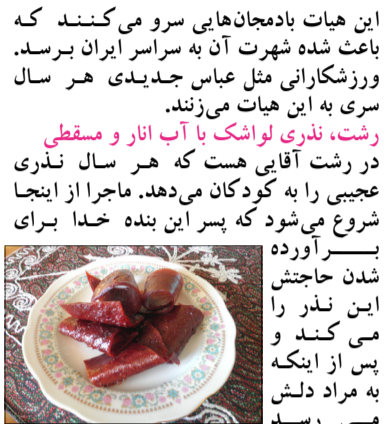 این هیات بادمجان‌هایی سرو می‌کنند که
باعث شده شهرت آن به سراسر ایران برسد.
ورزشکارانی مثل عباس جدیدی هر سال
سری به این هیات می‌زنند.
رشت، نذری لواشک با آب انار و مسقطی
در رشت آقایی هست که هر سال نذری
عجیبی را به کودکان می‌دهد. ماجرا از اینجا
شروع می‌شود که پسر این بنده خدا برای
برآورده
شدن حاجتش
این نذر را
می کند و
پس از اینکه
به مراد دلش
می رسد